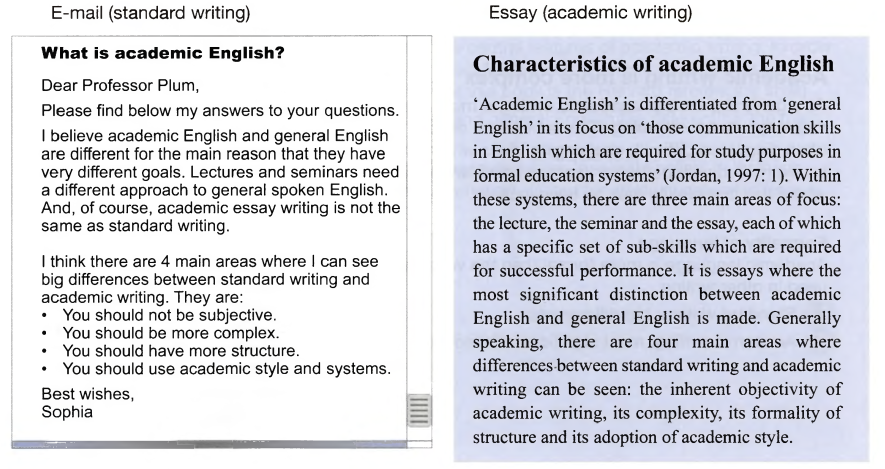 E-mail (standard writing)
What is academic English?
Dear Professor Plum,
Please find below my answers to your questions.
I believe academic English and general English
are different for the main reason that they have
very different goals. Lectures and seminars need
a different approach to general spoken English.
And, of course, academic essay writing is not the
same as standard writing.
I think there are 4 main areas where I can see
big differences between standard writing and
academic writing. They are:
• You should not be subjective.
• You should be more complex.
• You should have more structure.
• You should use academic style and systems.
Best wishes,
Sophia
Essay (academic writing)
Characteristics of academic English
‘Academic English’ is differentiated from ‘general
English’ in its focus on ‘those communication skills
in English which are required for study purposes in
formal education systems’ (Jordan, 1997: 1). Within
these systems, there are three main areas of focus:
the lecture, the seminar and the essay, each of which
has a specific set of sub-skills which are required
for successful performance. It is essays where the
most significant distinction between academic
English and general English is made. Generally
speaking, there are four main areas where
differences between standard writing and academic
writing can be seen: the inherent objectivity of
academic writing, its complexity, its formality of
structure and its adoption of academic style.